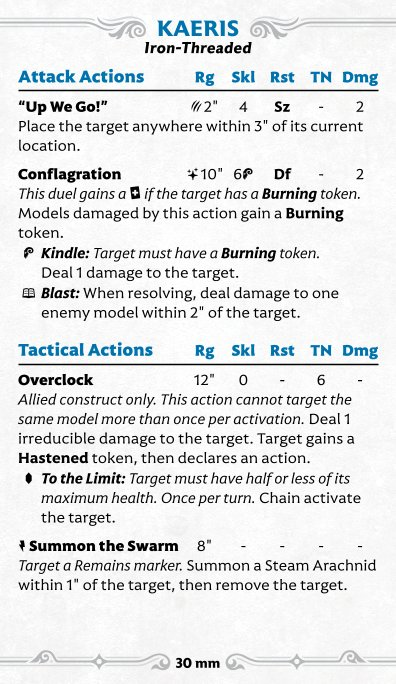 KAERIS
Iron-Threaded
Attack Actions Rg Skl Rst TN Dmg
“Up We Go!” 2" 4 Sz - 2
Place the target anywhere within 3" of its current
location.
Conflagration 10" 6 Df - 2
This duel gains a if the target has a Burning token.
Models damaged by this action gain a Burning
token.
Kindle: Target must have a Burning token.
Deal 1 damage to the target.
Blast: When resolving, deal damage to one
enemy model within 2" of the target.
Tactical Actions Rg Skl Rst TN Dmg
Overclock 12" 0 - 6 -
Allied construct only. This action cannot target the
same model more than once per activation. Deal 1
irreducible damage to the target. Target gains a
Hastened token, then declares an action.
To the Limit: Target must have half or less of its
maximum health. Once per turn. Chain activate
the target.
Summon the Swarm 8" - - - -
Target a Remains marker. Summon a Steam Arachnid
within 1" of the target, then remove the target.
30 mm